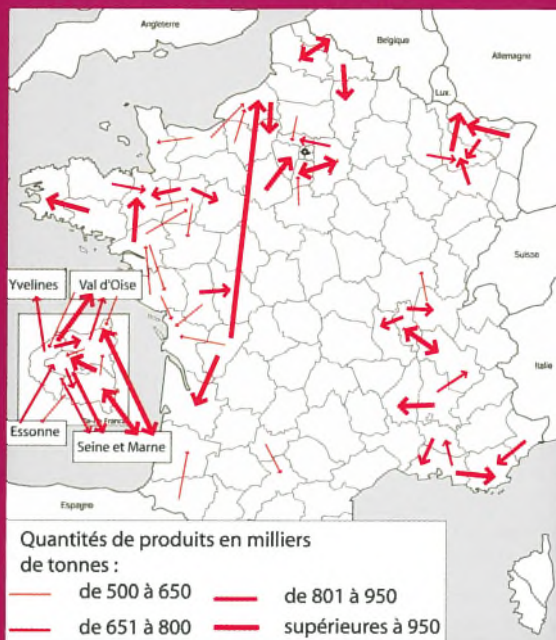 Angleterre
Belgique
Allemagne
Lux.
Suisse
Italie
Yvelines
Val d'Oise
Essonne
Seine et Marne
Espagne
Quantités de produits en milliers
de tonnes :
de 500 à 650
de 801 à 950
de 651 à 800
supérieures à 950